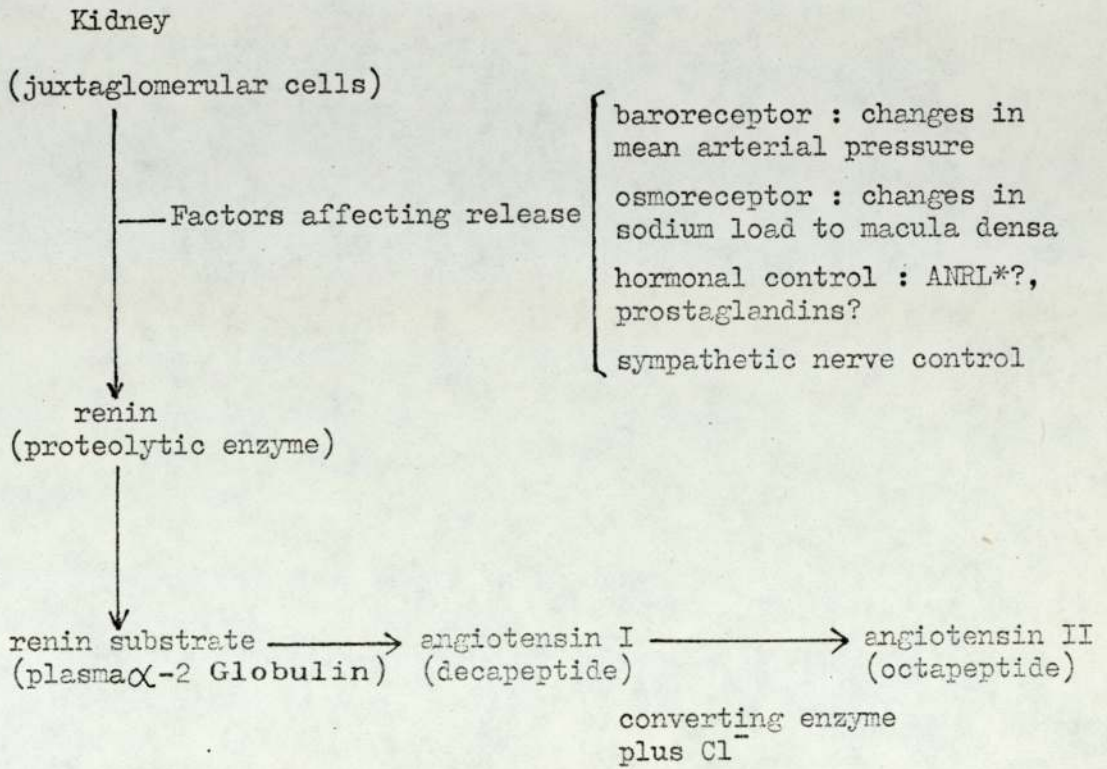 Kidney
(juxtaglomerular cells)
Factors affecting release
baroreceptor : changes in
mean arterial pressure
osmoreceptor : changes in
sodium load to macula densa
hormonal control : ANRL*?,
prostaglandins?
sympathetic nerve control
renin
(proteolytic enzyme)
renin substrate
(plasmaα-2 Globulin)
angiotensin I
(decapeptide)
converting enzyme
plus Cl⁻
angiotensin II
(octapeptide)